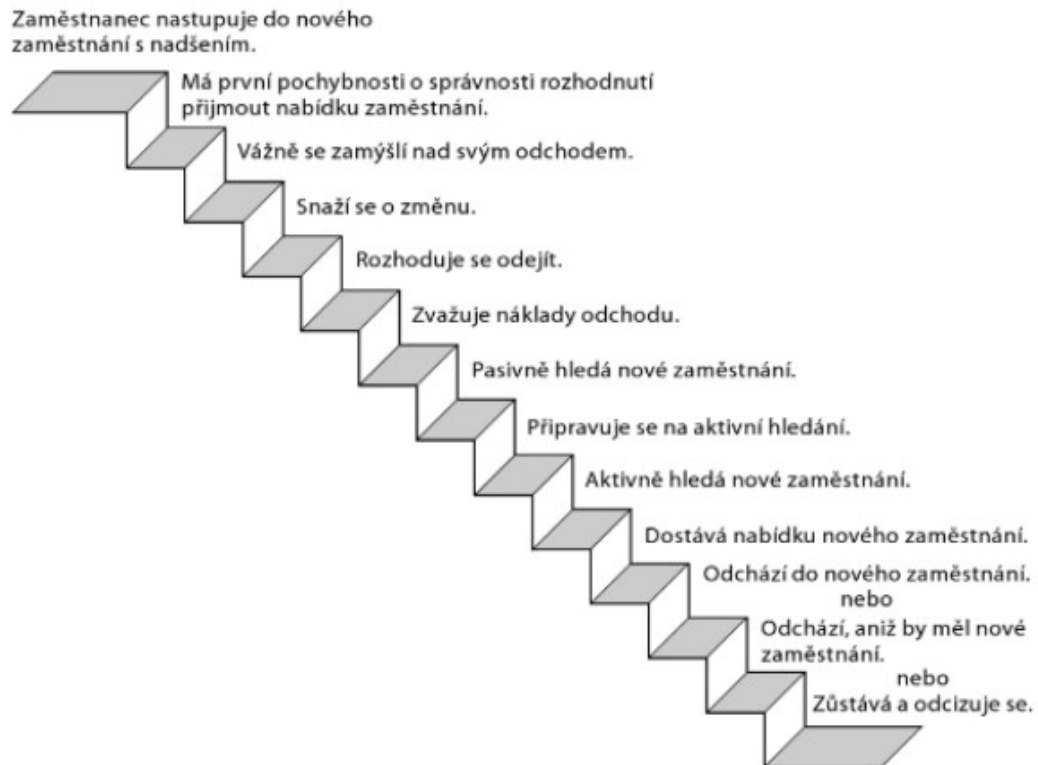 Zaměstnanec nastupuje do nového
zaměstnání s nadšením.
Má první pochybnosti o správnosti rozhodnutí
přijmout nabídku zaměstnání.
Vážně se zamýšlí nad svým odchodem.
Snaží se o změnu.
Rozhoduje se odejít.
Zvažuje náklady odchodu.
Pasivně hledá nové zaměstnání.
Připravuje se na aktivní hledání.
Aktivně hledá nové zaměstnání.
Dostává nabídku nového zaměstnání.
Odchází do nového zaměstnání.
nebo
Odchází, aniž by měl nové
zaměstnání.
nebo
Zůstává a odcizuje se.